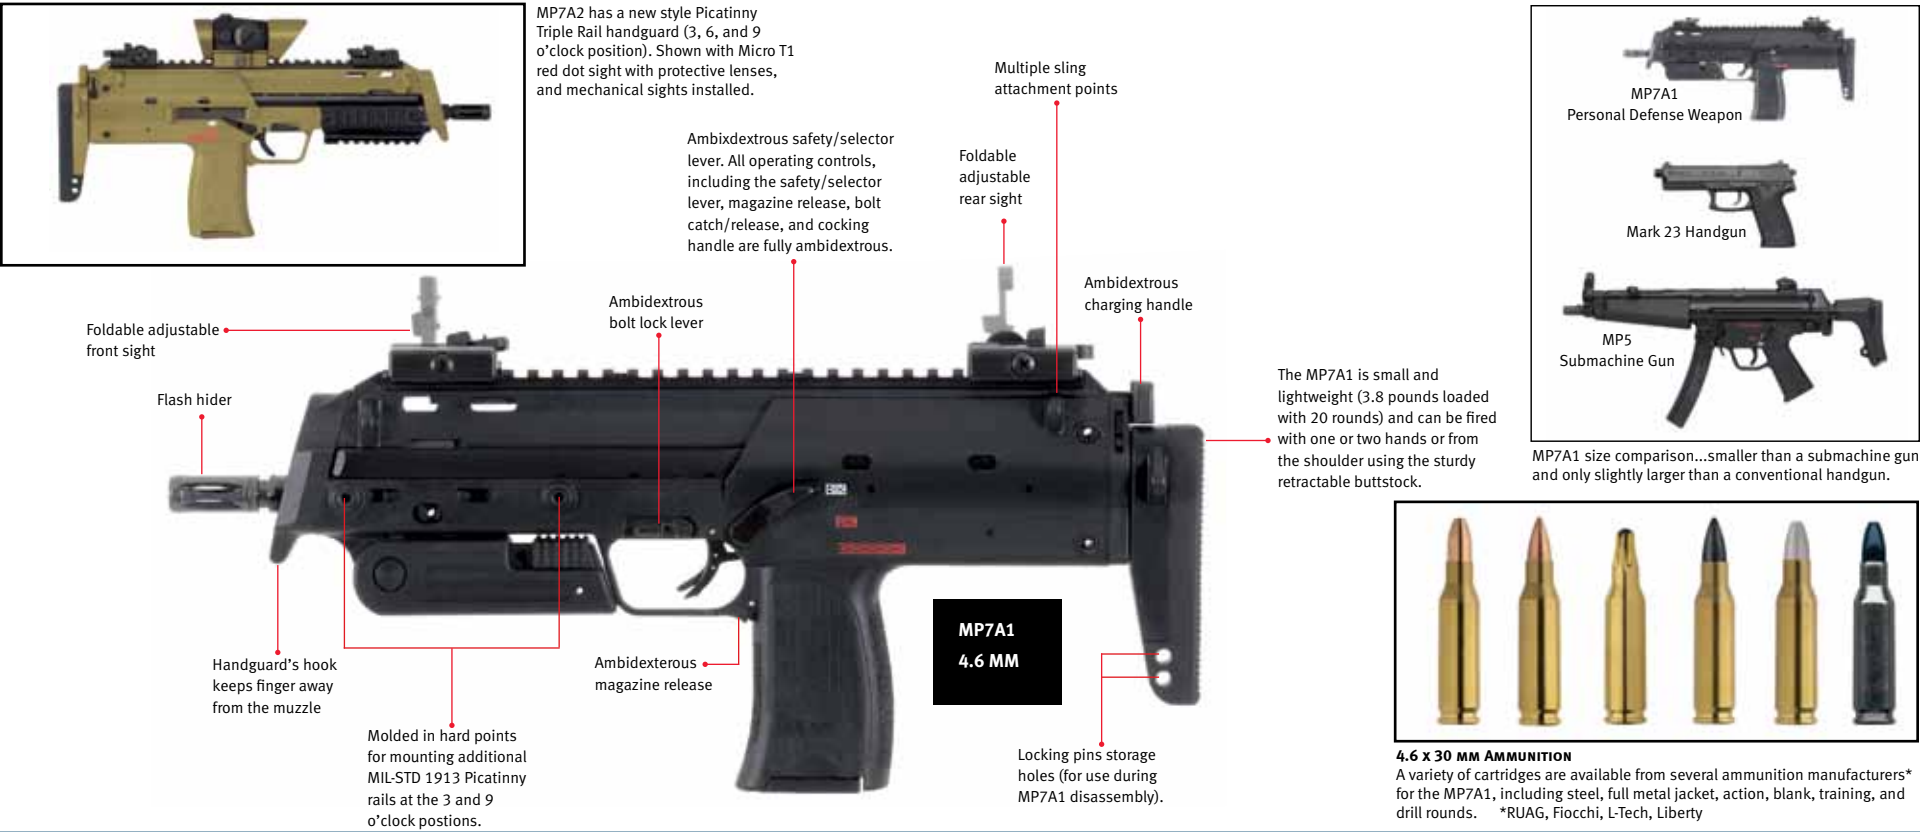 MP7A2 has a new style Picatinny
Triple Rail handguard (3, 6, and 9
o’clock position). Shown with Micro T1
red dot sight with protective lenses,
and mechanical sights installed.
Multiple sling
attachment points
Ambixdextrous safety/selector
lever. All operating controls,
including the safety/selector
lever, magazine release, bolt
catch/release, and cocking
handle are fully ambidextrous.
Foldable
adjustable
rear sight
Ambidextrous
charging handle
Ambidextrous
bolt lock lever
Foldable adjustable
front sight
Flash hider
The MP7A1 is small and
lightweight (3.8 pounds loaded
with 20 rounds) and can be fired
with one or two hands or from
the shoulder using the sturdy
retractable buttstock.
MP7A1
Personal Defense Weapon
Mark 23 Handgun
MP5
Submachine Gun
MP7A1 size comparison...smaller than a submachine gun
and only slightly larger than a conventional handgun.
MP7A1
4.6 MM
Handguard’s hook
keeps finger away
from the muzzle
Ambidexterous
magazine release
Molded in hard points
for mounting additional
MIL-STD 1913 Picatinny
rails at the 3 and 9
o’clock postions.
Locking pins storage
holes (for use during
MP7A1 disassembly).
4.6 x 30 MM AMMUNITION
A variety of cartridges are available from several ammunition manufacturers*
for the MP7A1, including steel, full metal jacket, action, blank, training, and
drill rounds. *RUAG, Fiocchi, L-Tech, Liberty